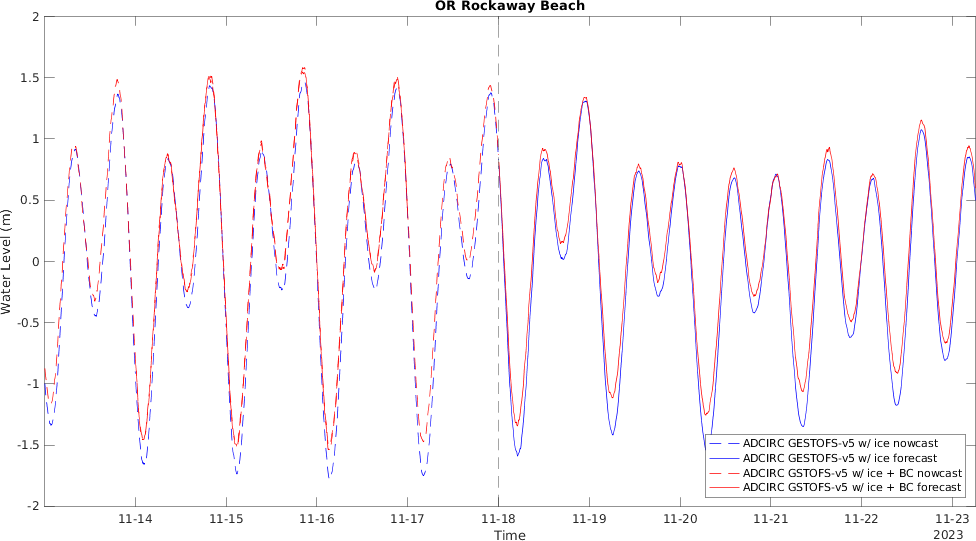 OR Rockaway Beach
2
1.5
1
0.5
0
-0.5
-1
-1.5
-2
Water Level (m)
ADCIRC GESTOFS-v5 w/ ice nowcast
ADCIRC GESTOFS-v5 w/ ice forecast
ADCIRC GSTOFS-v5 w/ ice + BC nowcast
ADCIRC GSTOFS-v5 w/ ice + BC forecast
11-14 11-15 11-16 11-17 11-18 11-19 11-20 11-21 11-22 11-23
Time
2023